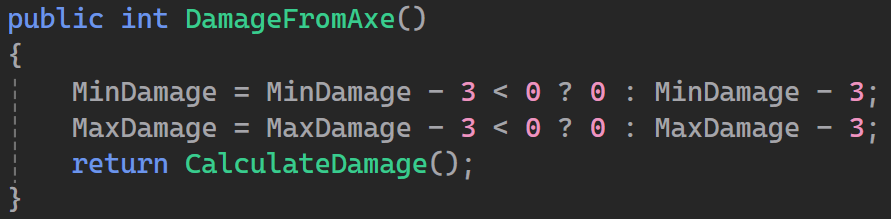 public int DamageFromAxe()
{
    MinDamage = MinDamage - 3 < 0 ? 0 : MinDamage - 3;
    MaxDamage = MaxDamage - 3 < 0 ? 0 : MaxDamage - 3;
    return CalculateDamage();
}